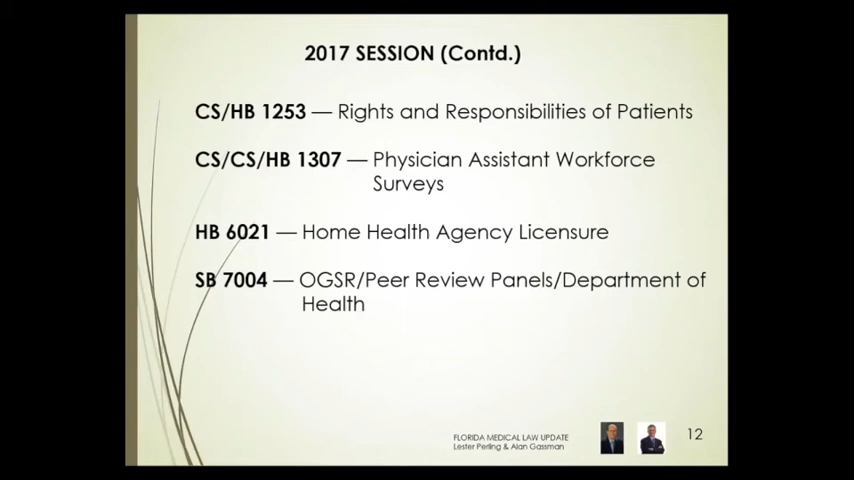 2017 SESSION (Contd.)
CS/HB 1253 — Rights and Responsibilities of Patients
CS/CS/HB 1307 — Physician Assistant Workforce
Surveys
HB 6021 — Home Health Agency Licensure
SB 7004 — OGSR/Peer Review Panels/Department of
Health
FLORIDA MEDICAL LAW UPDATE
Lester Perling & Alan Gassman
12